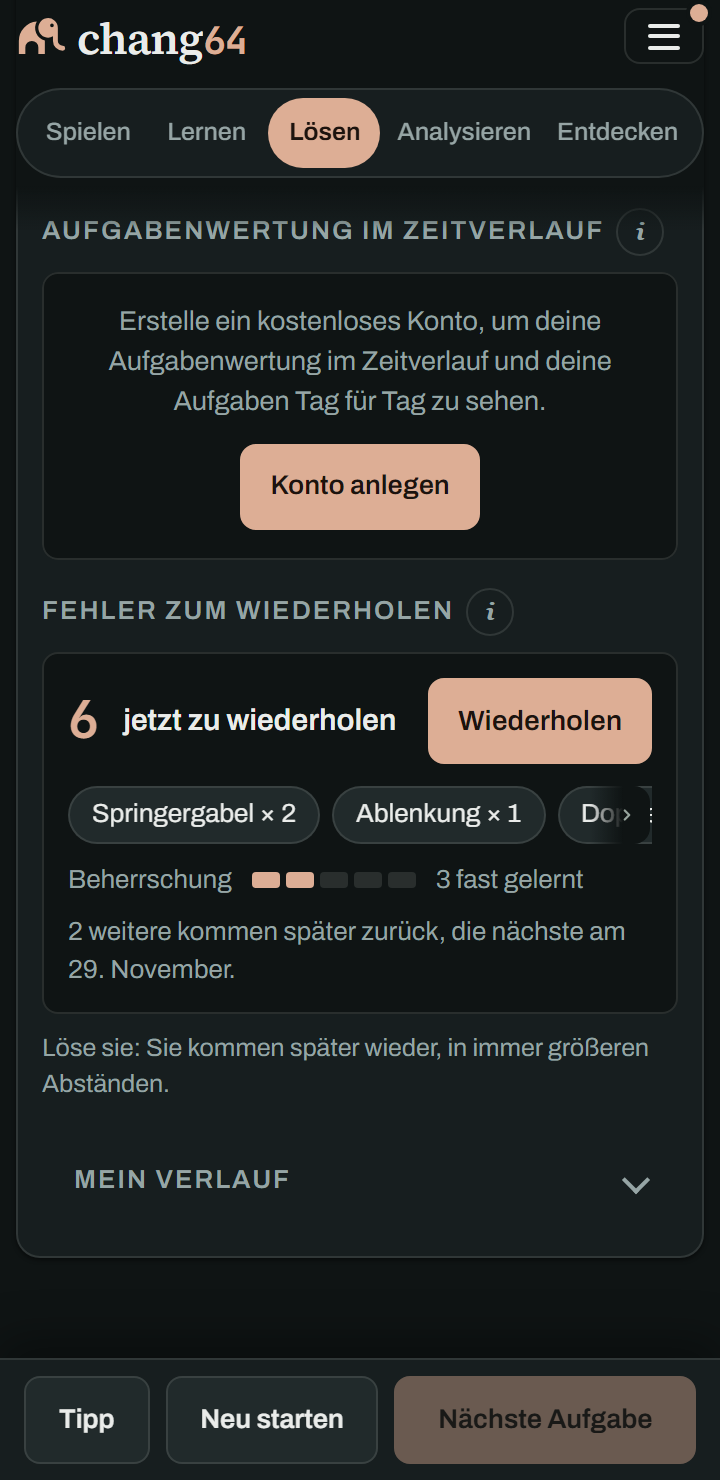 chang64
Spielen Lernen Lösen Analysieren Entdecken
AUFGABENWERTUNG IM ZEITVERLAUF i
Erstelle ein kostenloses Konto, um deine
Aufgabenwertung im Zeitverlauf und deine
Aufgaben Tag für Tag zu sehen.
Konto anlegen
FEHLER ZUM WIEDERHOLEN i
6 jetzt zu wiederholen Wiederholen
Springergabel × 2 Ablenkung × 1
Beherrschung 3 fast gelernt
2 weitere kommen später zurück, die nächste am
29. November.
Löse sie: Sie kommen später wieder, in immer größeren
Abständen.
MEIN VERLAUF
Tipp Neu starten Nächste Aufgabe